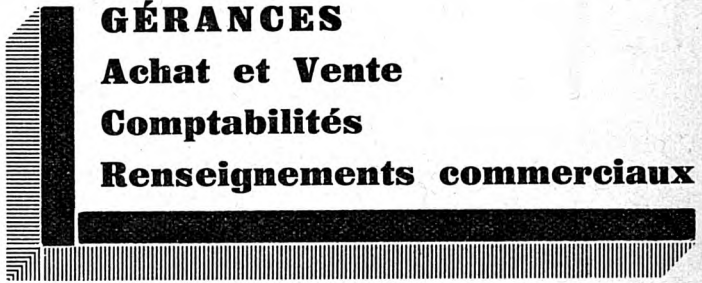 GÉRANCES
Achat et Vente
Comptabilités
Renseignements commerciaux